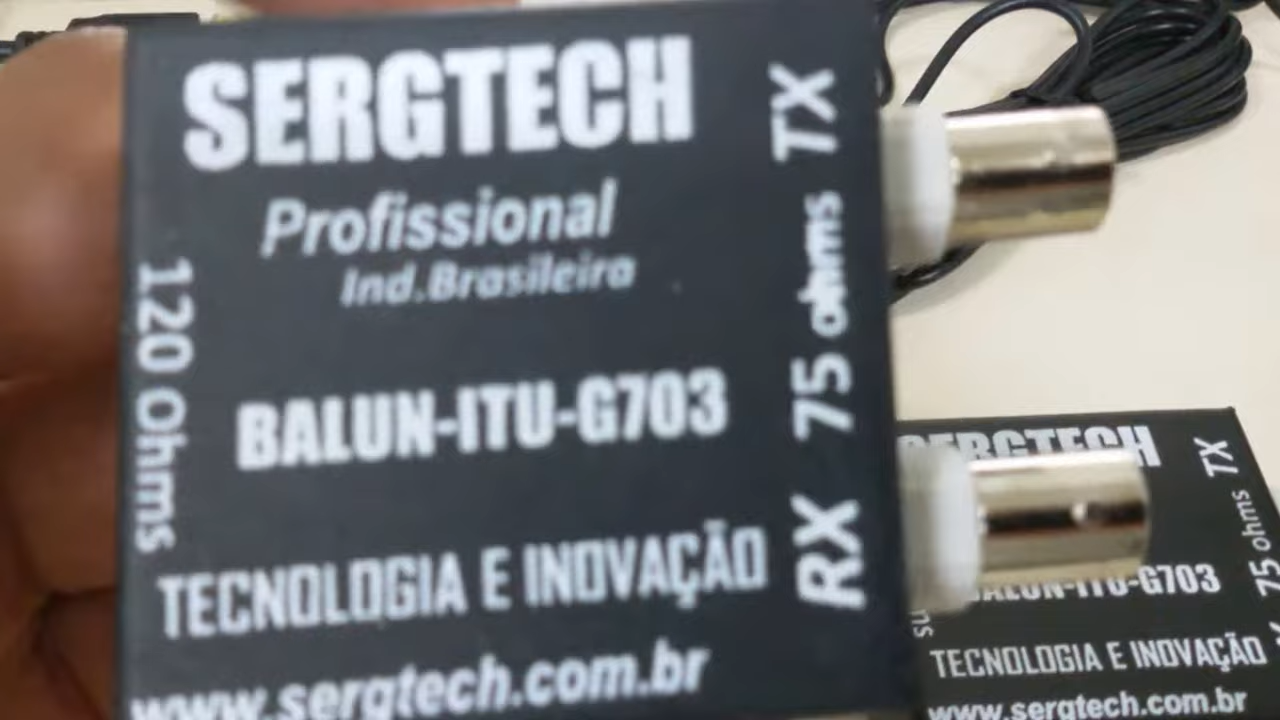 SERGTECH
Profissional
Ind.Brasileira
120 Ohms
BALUN-ITU-G703
TECNOLOGIA E INOVAÇÃO
www.sergtech.com.br
TX
75 ohms
RX
SERGTECH
TX
75 ohms
BALUN-ITU-G703
TECNOLOGIA E INOVAÇÃO
www.sergtech.com.br